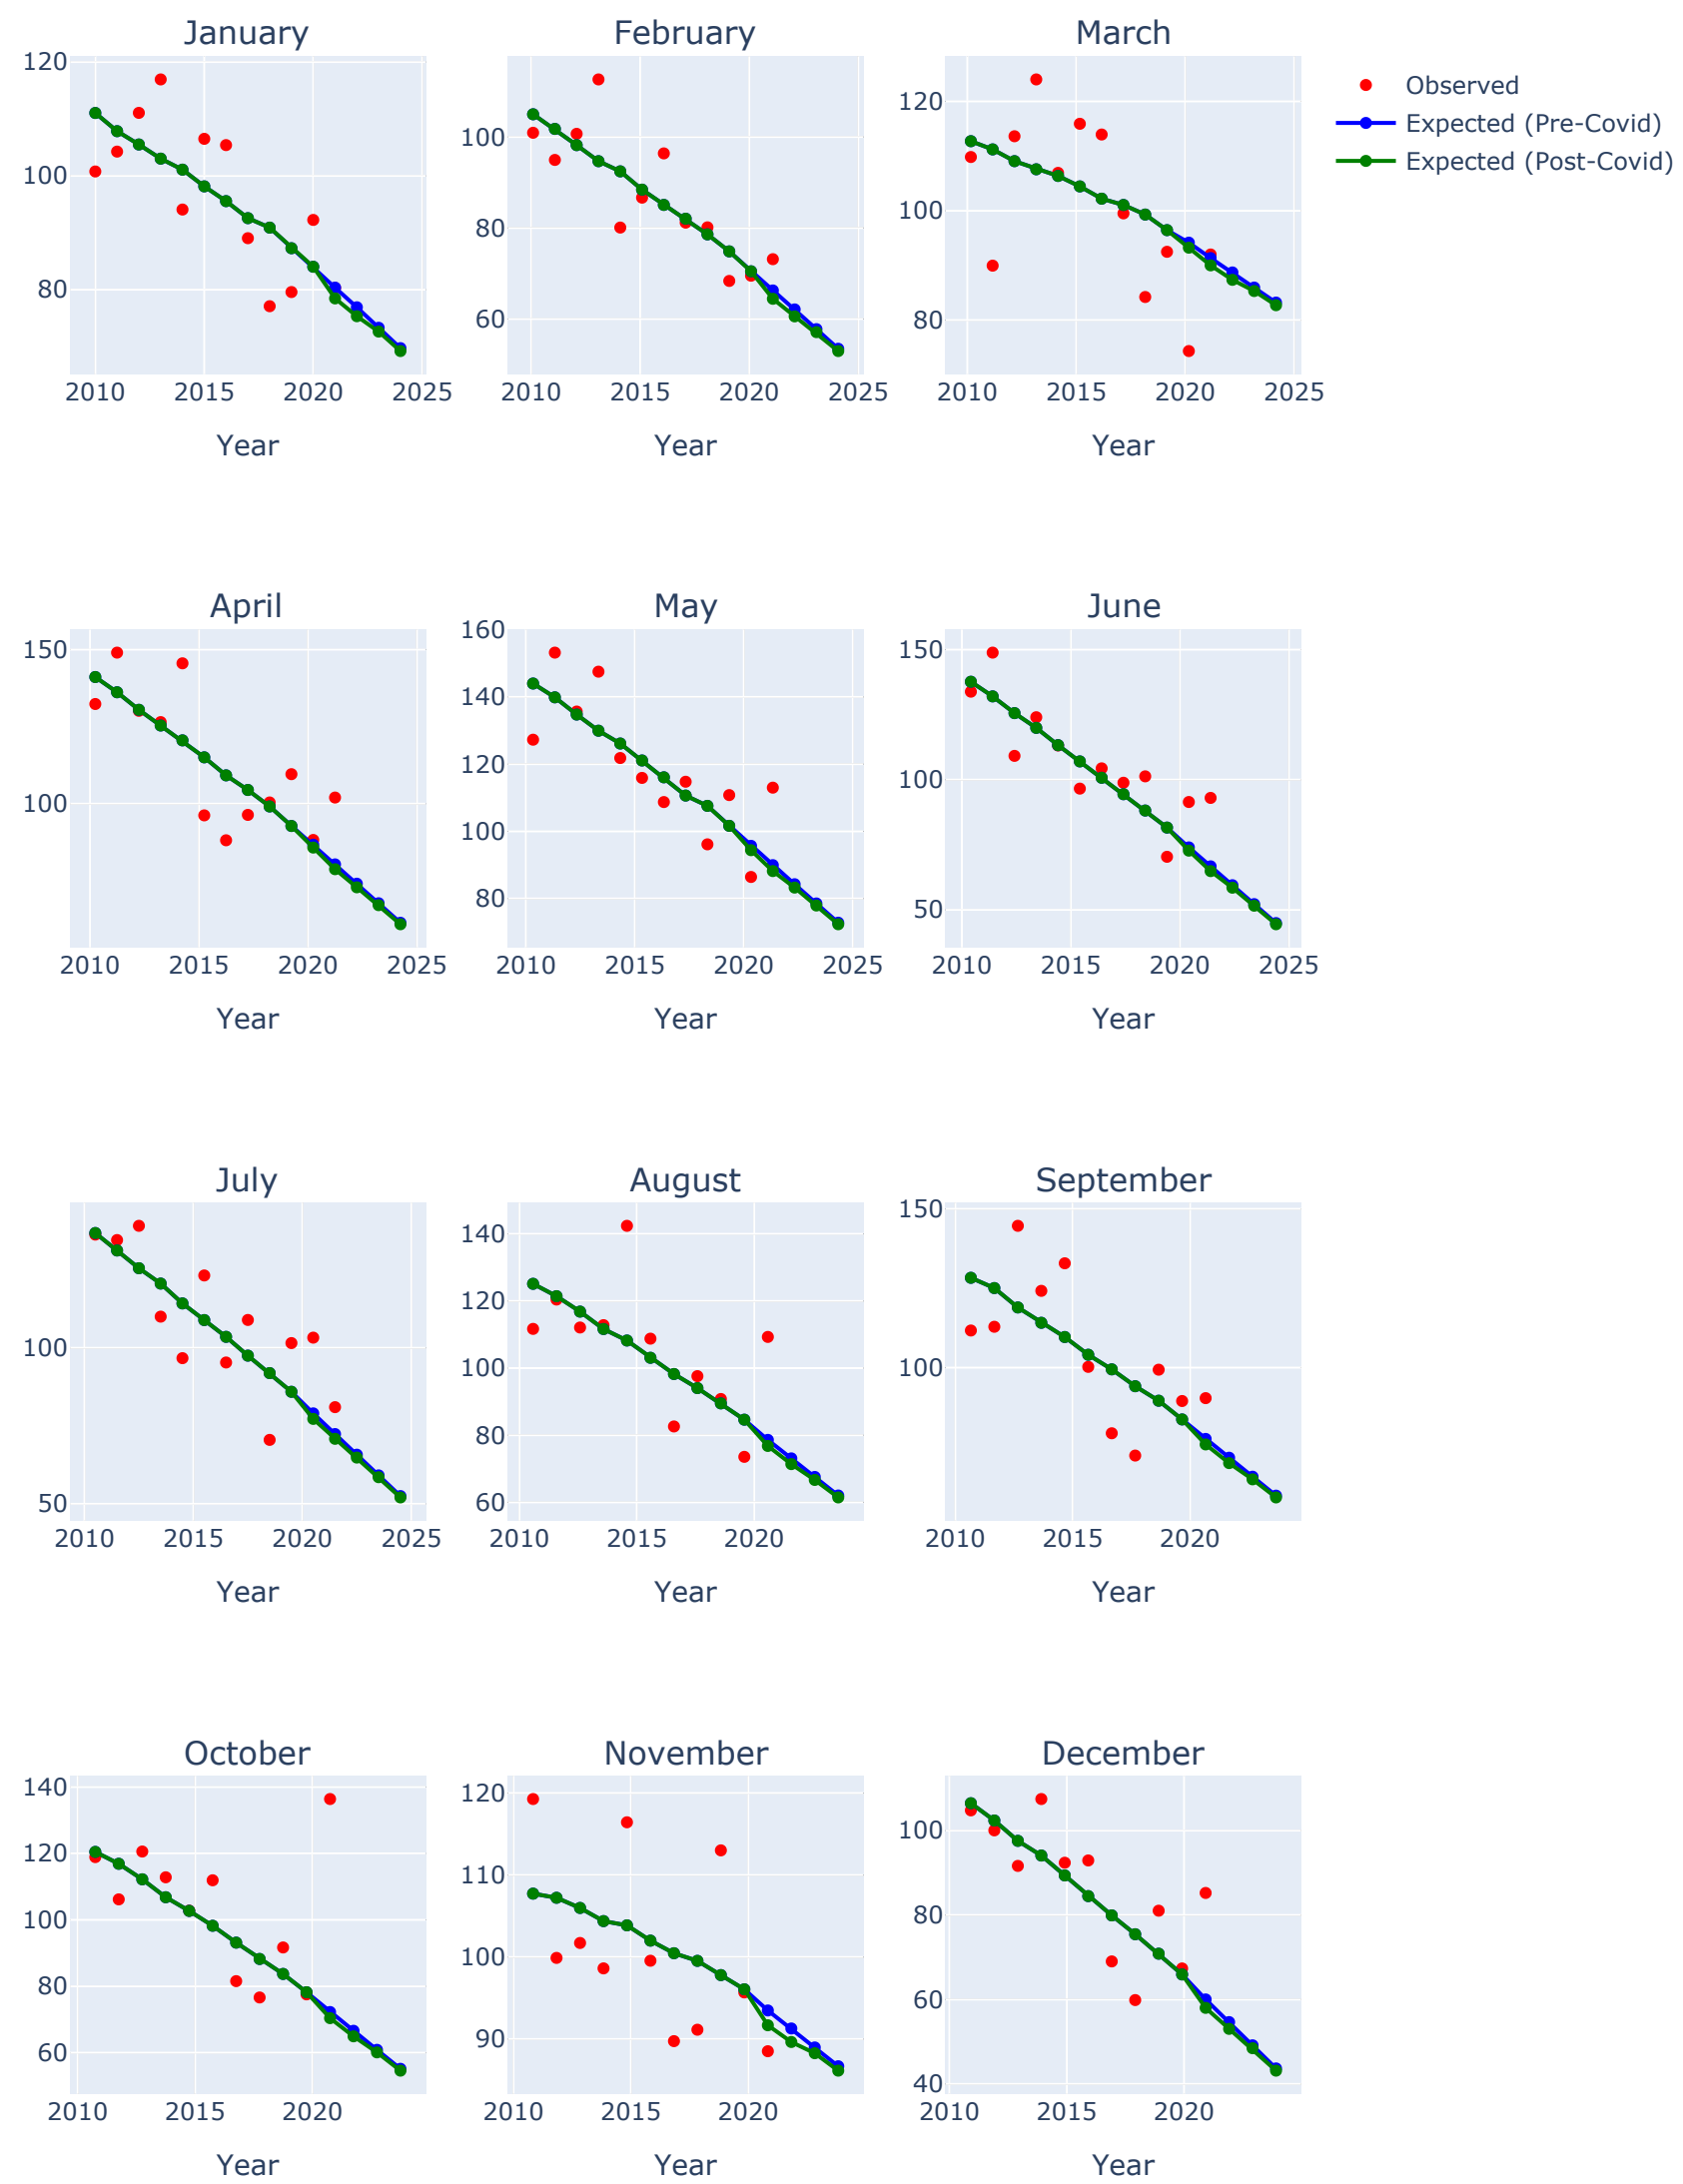 January February March
120
100
80
2010 2015 2020 2025
Year
100
80
60
2010 2015 2020
Year
120
100
80
2010 2015 2020 2025
Year
Observed
Expected (Pre-Covid)
Expected (Post-Covid)
April May June
150
100
2010 2015 2020 2025
Year
160
140
120
100
80
2010 2015 2020 2025
Year
150
100
50
2010 2015 2020 2025
Year
July August September
100
50
2010 2015 2020 2025
Year
140
120
100
80
60
2010 2015 2020
Year
150
100
2010 2015 2020
Year
October November December
140
120
100
80
60
2010 2015 2020
Year
120
110
100
90
2010 2015 2020
Year
100
80
60
40
2010 2015 2020
Year